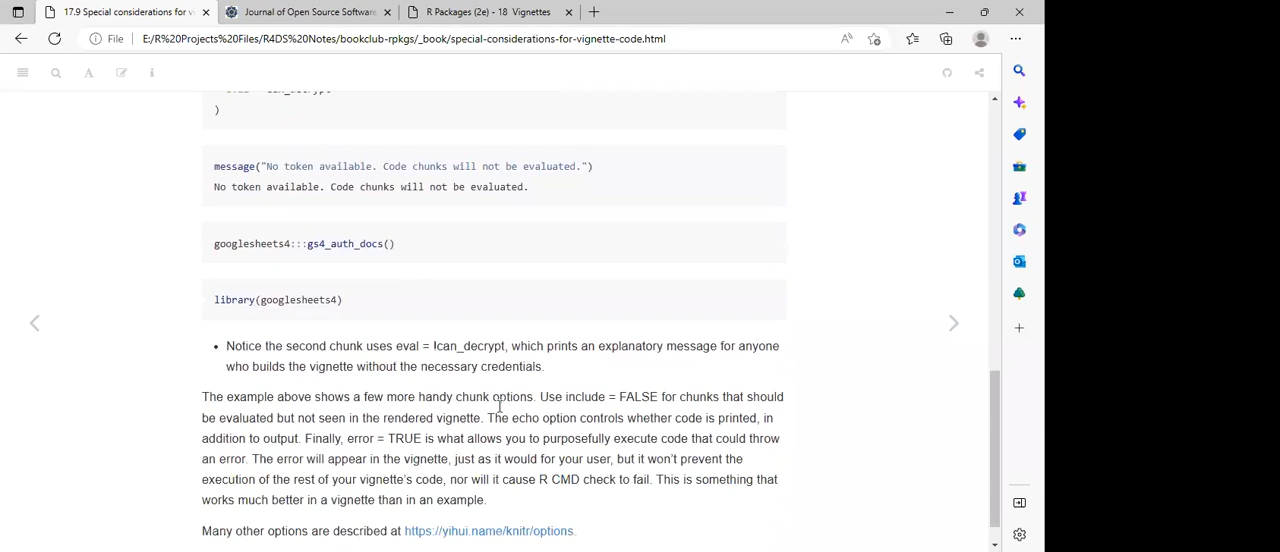 17.9 Special considerations for v
Journal of Open Source Software
R Packages (2e) - 18 Vignettes
File
E:/R%20Projects%20Files/R4DS%20Notes/bookclub-rpkgs/_book/special-considerations-for-vignette-code.html
)
message("No token available. Code chunks will not be evaluated.")
No token available. Code chunks will not be evaluated.
googlesheets4:::gs4_auth_docs()
library(googlesheets4)
• Notice the second chunk uses eval = !can_decrypt, which prints an explanatory message for anyone
who builds the vignette without the necessary credentials.
The example above shows a few more handy chunk options. Use include = FALSE for chunks that should
be evaluated but not seen in the rendered vignette. The echo option controls whether code is printed, in
addition to output. Finally, error = TRUE is what allows you to purposefully execute code that could throw
an error. The error will appear in the vignette, just as it would for your user, but it won't prevent the
execution of the rest of your vignette's code, nor will it cause R CMD check to fail. This is something that
works much better in a vignette than in an example.
Many other options are described at https://yihui.name/knitr/options.